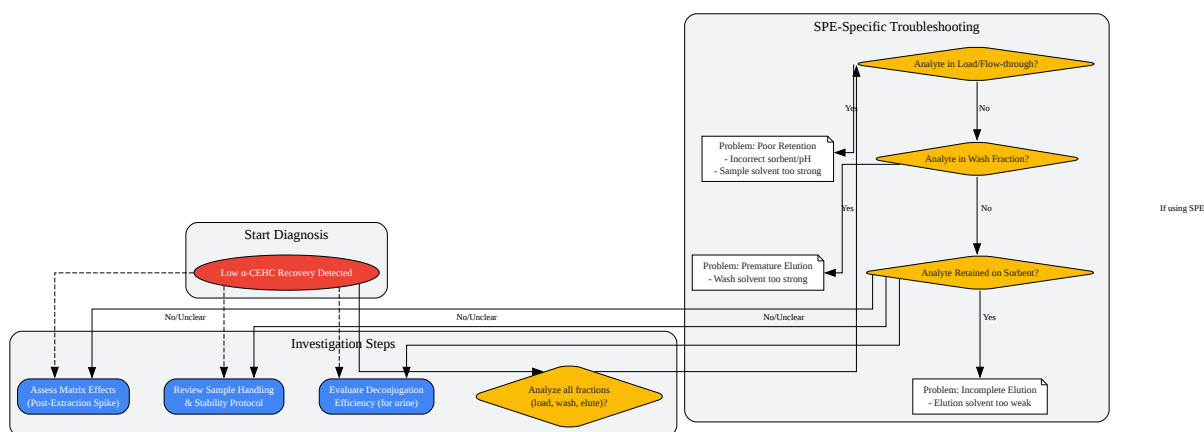 SPE-Specific Troubleshooting
Analyte in Load/Flow-through?
Yes
No
Problem: Poor Retention
- Incorrect sorbent/pH
- Sample solvent too strong
Analyte in Wash Fraction?
Yes
No
If using SPE
Start Diagnosis
Low α-CEHC Recovery Detected
Problem: Premature Elution
- Wash solvent too strong
Analyte Retained on Sorbent?
No/Unclear
No/Unclear
No/Unclear
Yes
Investigation Steps
Assess Matrix Effects
(Post-Extraction Spike)
Review Sample Handling
& Stability Protocol
Evaluate Deconjugation
Efficiency (for urine)
Analyze all fractions
(load, wash, elute)?
Problem: Incomplete Elution
- Elution solvent too weak